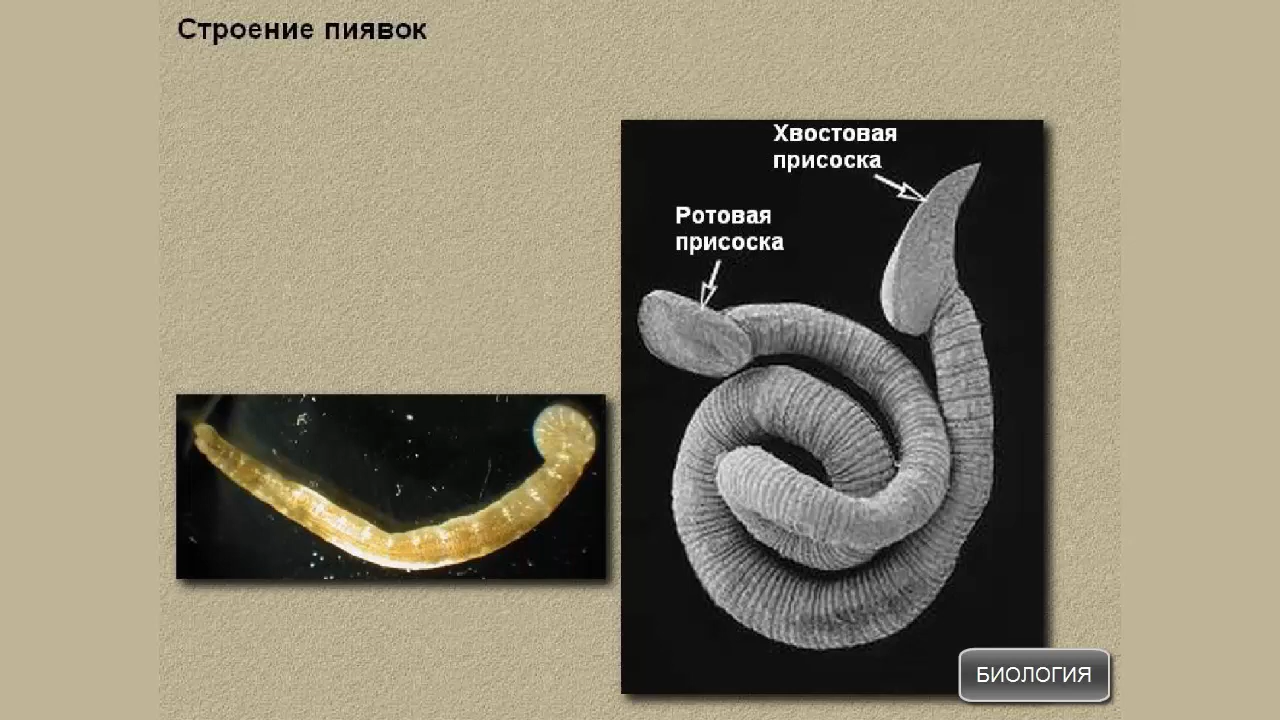 Строение пиявок
Хвостовая
присоска
Ротовая
присоска
БИОЛОГИЯ